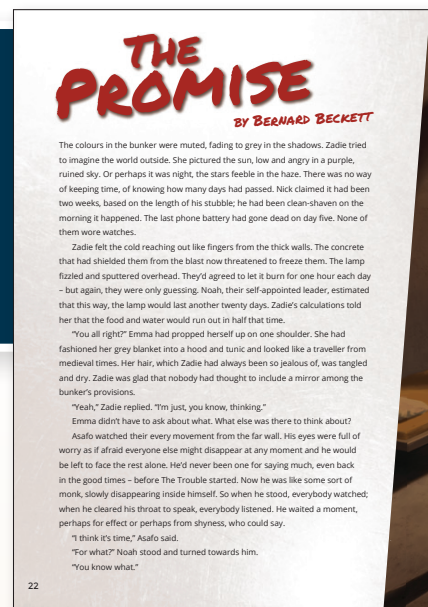 THE
PROMISE
BY BERNARD BECKETT
The colours in the bunker were muted, fading to grey in the shadows. Zadie tried
to imagine the world outside. She pictured the sun, low and angry in a purple,
ruined sky. Or perhaps it was night, the stars feeble in the haze. There was no way
of keeping time, of knowing how many days had passed. Nick claimed it had been
two weeks, based on the length of his stubble; he had been clean-shaven on the
morning it happened. The last phone battery had gone dead on day five. None of
them wore watches.
Zadie felt the cold reaching out like fingers from the thick walls. The concrete
that had shielded them from the blast now threatened to freeze them. The lamp
fizzled and sputtered overhead. They’d agreed to let it burn for one hour each day
– but again, they were only guessing. Noah, their self-appointed leader, estimated
that this way, the lamp would last another twenty days. Zadie’s calculations told
her that the food and water would run out in half that time.
“You all right?” Emma had propped herself up on one shoulder. She had
fashioned her grey blanket into a hood and tunic and looked like a traveller from
medieval times. Her hair, which Zadie had always been so jealous of, was tangled
and dry. Zadie was glad that nobody had thought to include a mirror among the
bunker’s provisions.
“Yeah,” Zadie replied. “I’m just, you know, thinking.”
Emma didn’t have to ask about what. What else was there to think about?
Asafo watched their every movement from the far wall. His eyes were full of
worry as if afraid everyone else might disappear at any moment and he would
be left to face the rest alone. He’d never been one for saying much, even back
in the good times – before The Trouble started. Now he was like some sort of
monk, slowly disappearing inside himself. So when he stood, everybody watched;
when he cleared his throat to speak, everybody listened. He waited a moment,
perhaps for effect or perhaps from shyness, who could say.
“I think it’s time,” Asafo said.
“For what?” Noah stood and turned towards him.
“You know what.”
22